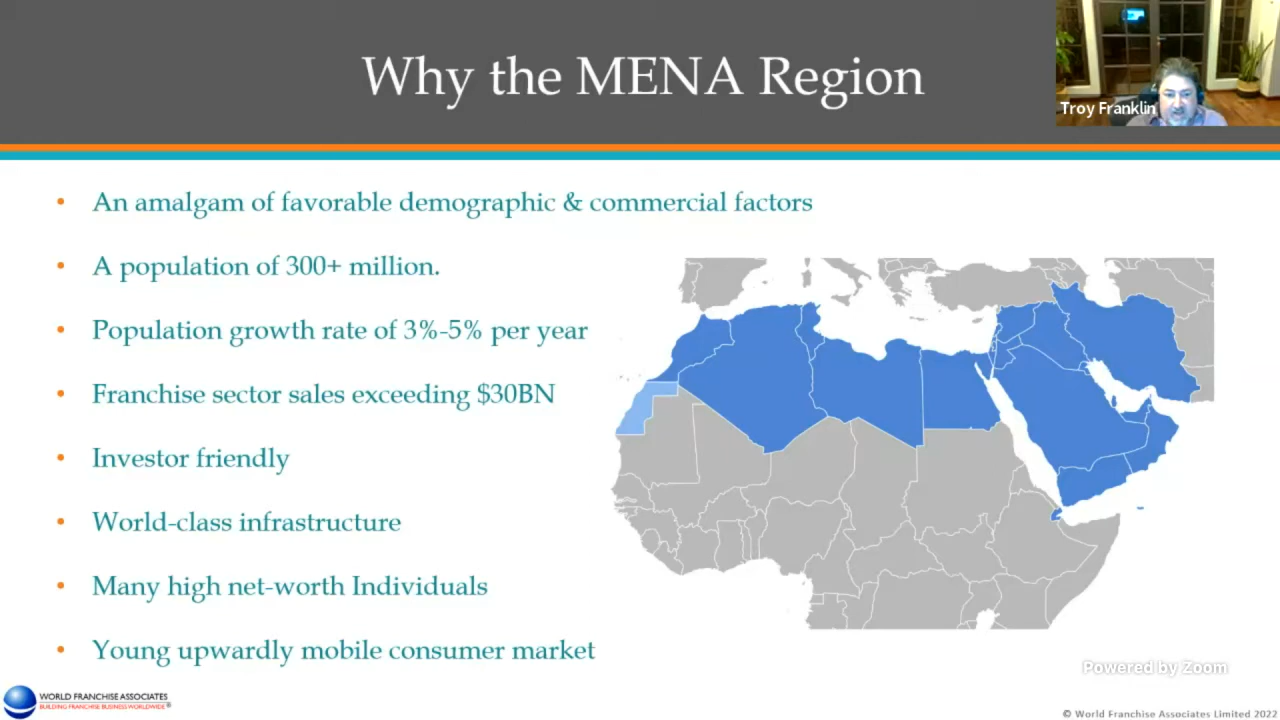 Why the MENA Region
Troy Franklin
• An amalgam of favorable demographic & commercial factors
• A population of 300+ million.
• Population growth rate of 3%-5% per year
• Franchise sector sales exceeding $30BN
• Investor friendly
• World-class infrastructure
• Many high net-worth Individuals
• Young upwardly mobile consumer market
Powered by Zoom
WORLD FRANCHISE ASSOCIATES
BUILDING FRANCHISE BUSINESS WORLDWIDE®
© World Franchise Associates Limited 2022